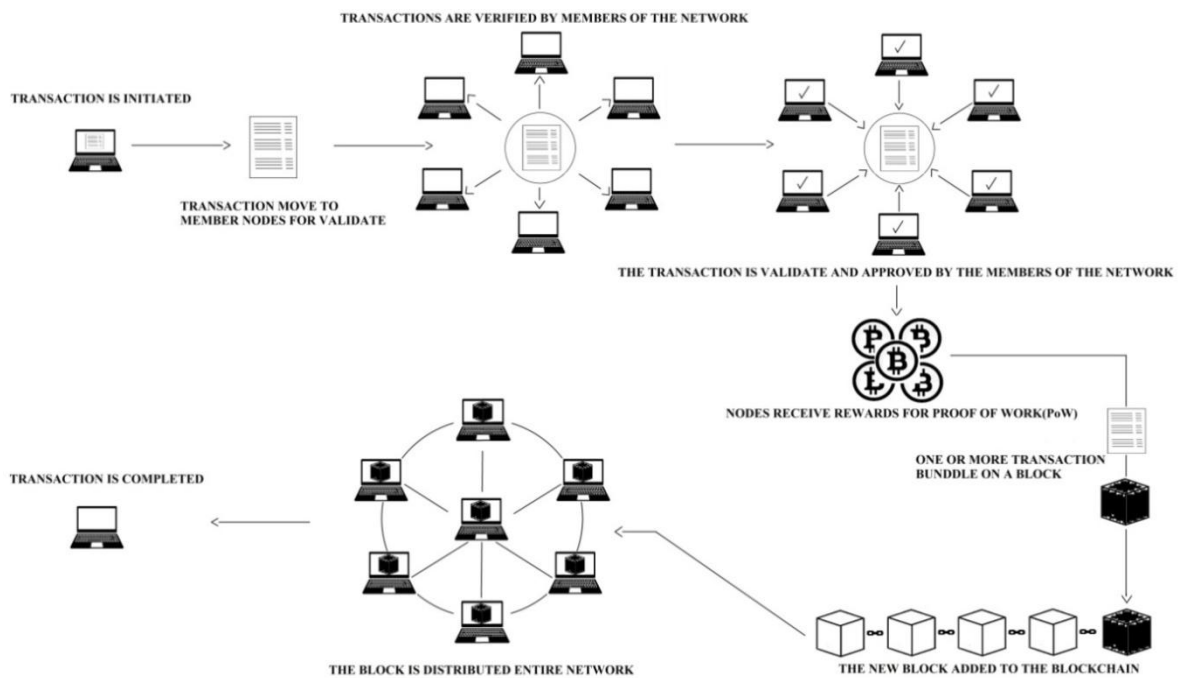 TRANSACTIONS ARE VERIFIED BY MEMBERS OF THE NETWORK
TRANSACTION IS INITIATED
TRANSACTION MOVE TO
MEMBER NODES FOR VALIDATE
THE TRANSACTION IS VALIDATE AND APPROVED BY THE MEMBERS OF THE NETWORK
NODES RECEIVE REWARDS FOR PROOF OF WORK(PoW)
ONE OR MORE TRANSACTION
BUNDDLE ON A BLOCK
THE NEW BLOCK ADDED TO THE BLOCKCHAIN
THE BLOCK IS DISTRIBUTED ENTIRE NETWORK
TRANSACTION IS COMPLETED